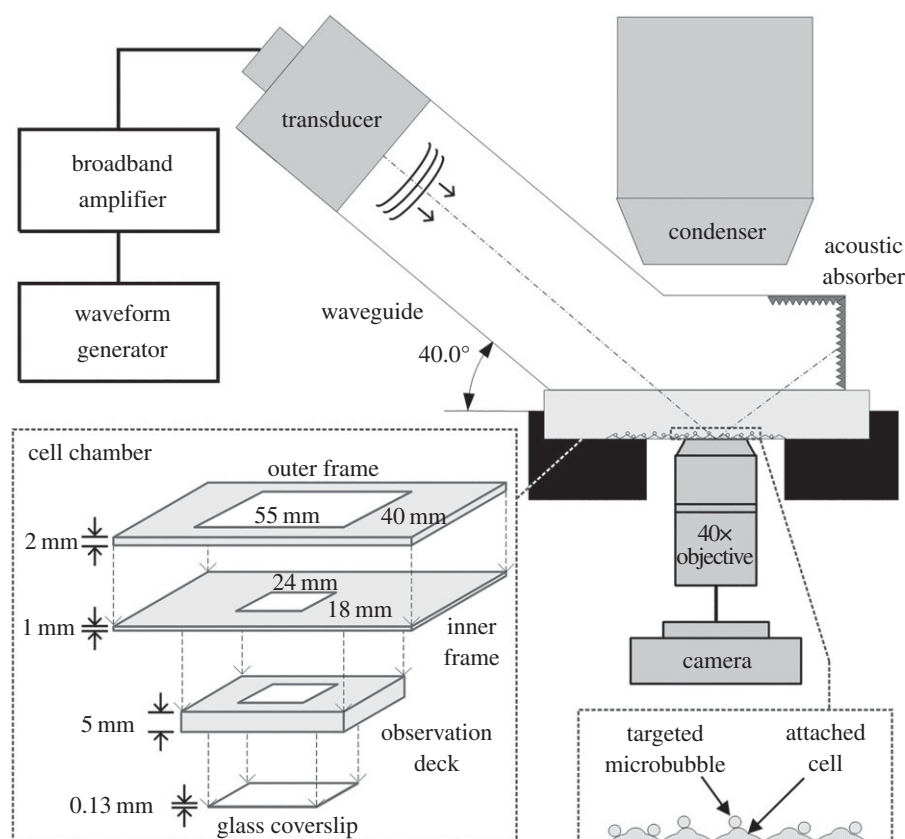 transducer
broadband
amplifier
condenser
acoustic
absorber
waveform
generator
waveguide
40.0°
cell chamber
outer frame
55 mm
40 mm
2 mm
40×
objective
24 mm
18 mm
1 mm
inner
frame
camera
5 mm
observation
deck
targeted
microbubble
attached
cell
0.13 mm
glass coverslip